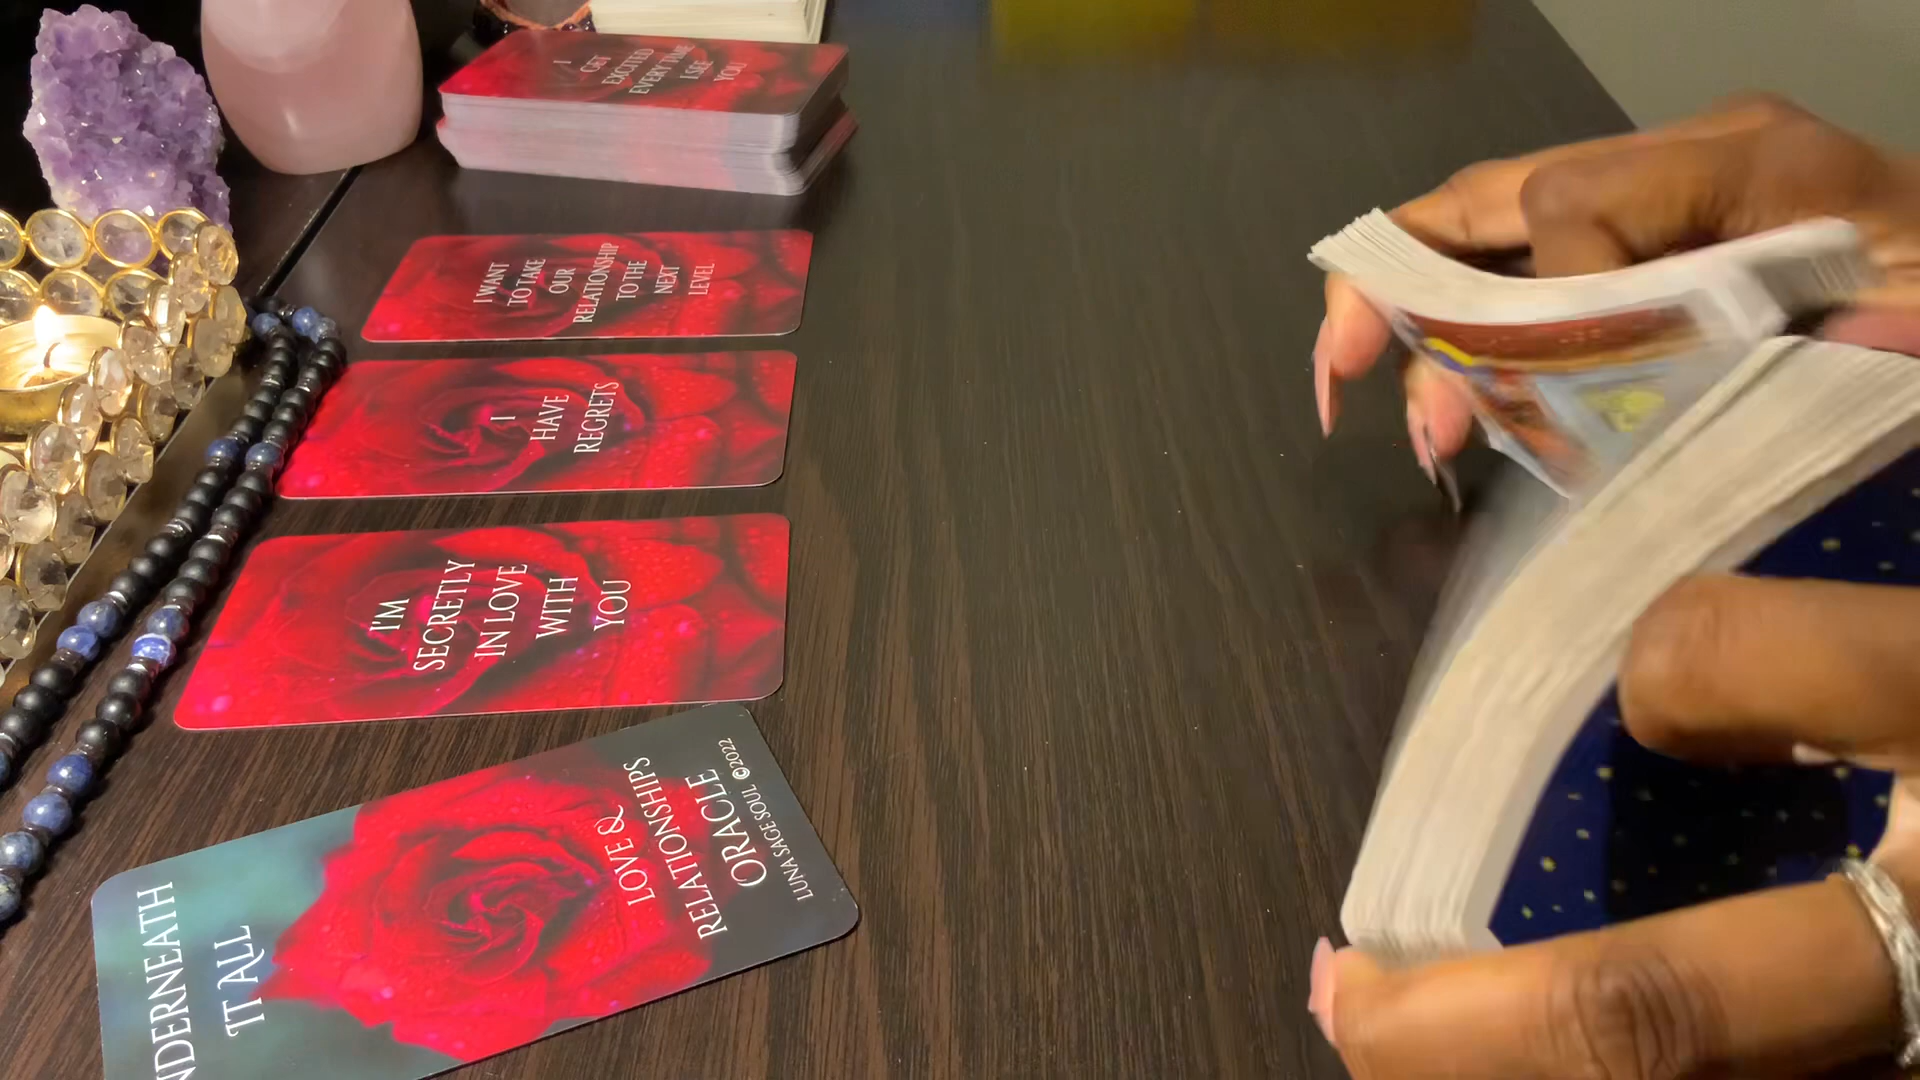 I
GET
EXCITED
EVERY TIME
I SEE
YOU
I WANT
TO TAKE
OUR
RELATIONSHIP
TO THE
NEXT
LEVEL
I
HAVE
REGRETS
I'M
SECRETLY
IN LOVE
WITH
YOU
NDERNEATH
IT ALL
LOVE &
RELATIONSHIPS
ORACLE
LUNA SAGE SOUL ©2022